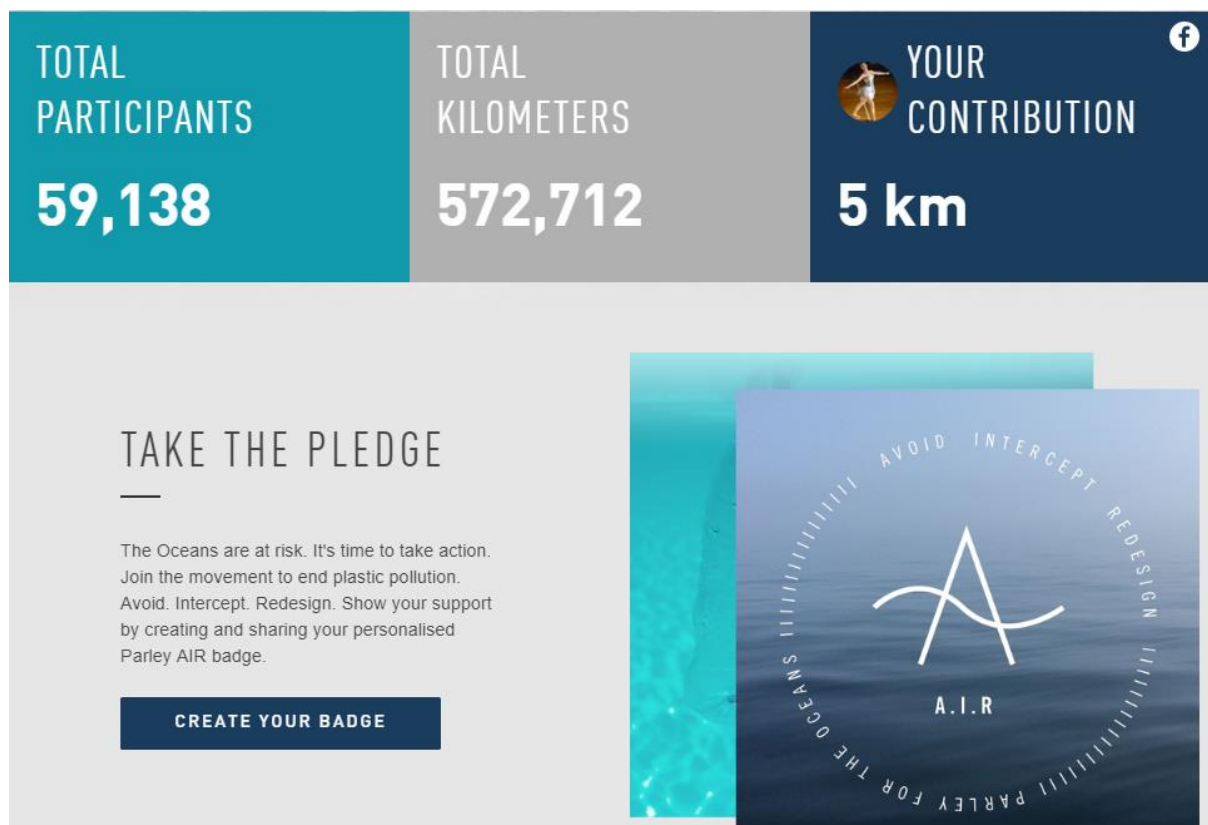 TOTAL
PARTICIPANTS
59,138
TOTAL
KILOMETERS
572,712
YOUR
CONTRIBUTION
5 km
TAKE THE PLEDGE
The Oceans are at risk. It's time to take action.
Join the movement to end plastic pollution.
Avoid. Intercept. Redesign. Show your support
by creating and sharing your personalised
Parley AIR badge.
CREATE YOUR BADGE
AVOID INTERCEPT REDESIGN
A.I.R
PARLEY FOR THE OCEANS